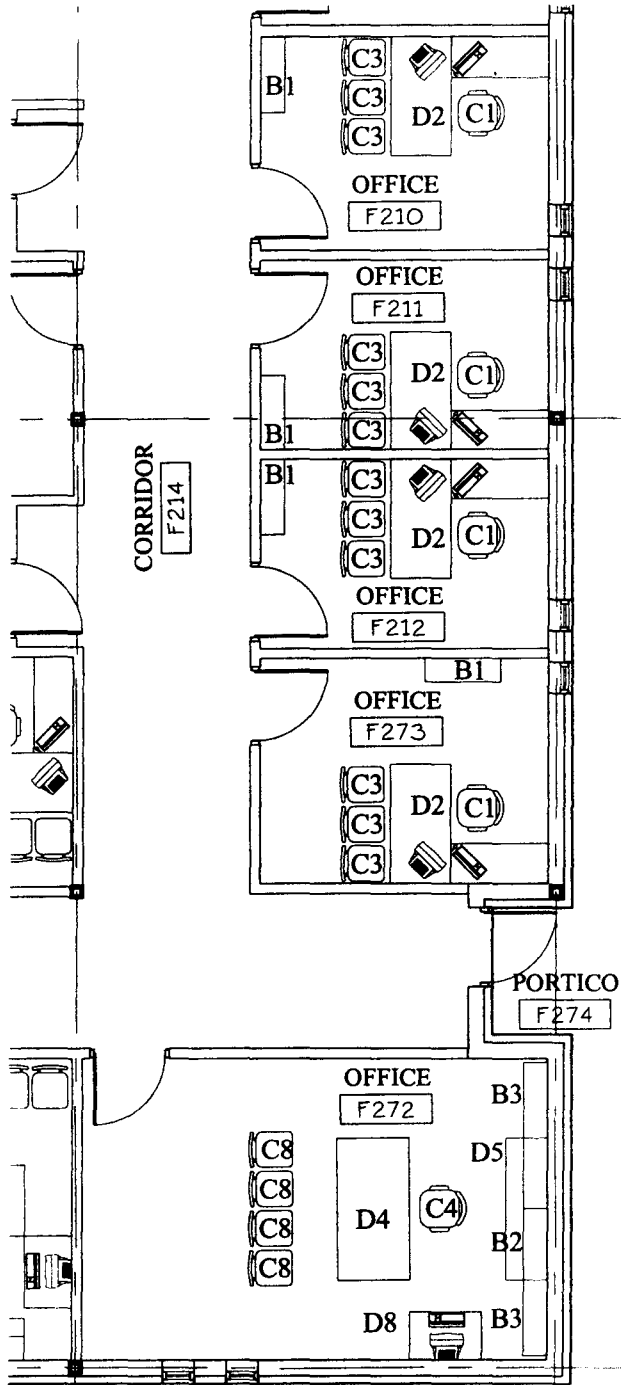 C3
B1
C3
D2
C1
C3
OFFICE
F210
OFFICE
F211
C3
D2
C1
C3
B1
C3
B1
C3
C3
D2
C1
C3
CORRIDOR
F214
OFFICE
F212
B1
OFFICE
F273
C3
D2
C1
C3
C3
PORTICO
F274
OFFICE
F272
B3
D5
C8
C8
D4
C4
C8
B2
C8
D8
B3